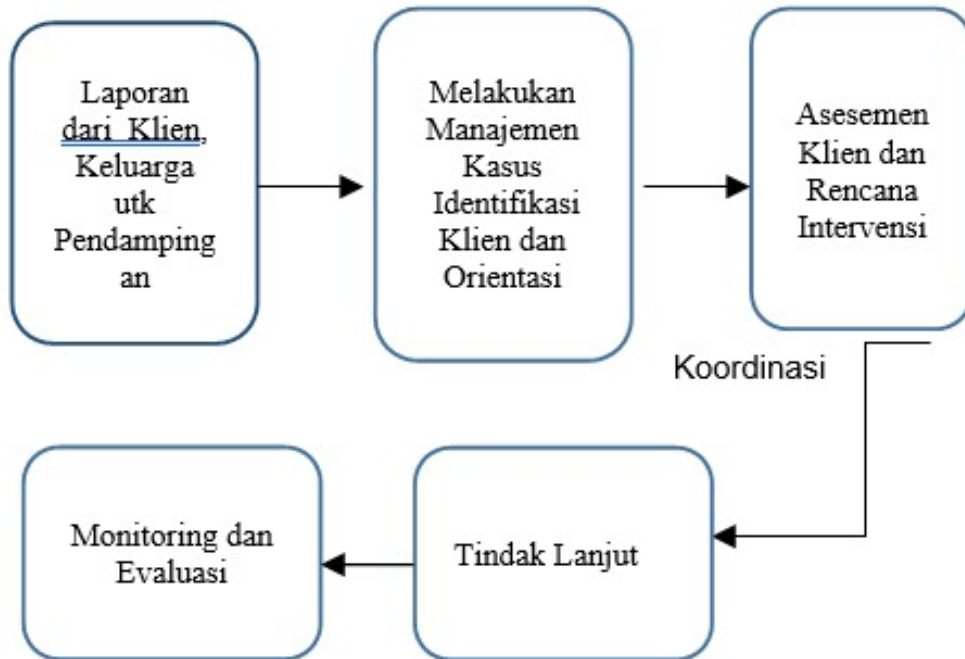 Laporan
dari Klien,
Keluarga
utk
Pendamping
an
Melakukan
Manajemen
Kasus
Identifikasi
Klien dan
Orientasi
Asesemen
Klien dan
Rencana
Intervensi
Koordinasi
Tindak Lanjut
Monitoring dan
Evaluasi